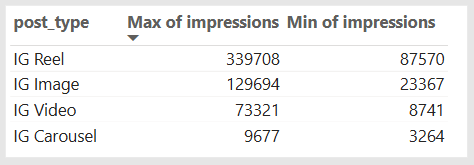 post_type Max of impressions Min of impressions
IG Reel 339708 87570
IG Image 129694 23367
IG Video 73321 8741
IG Carousel 9677 3264